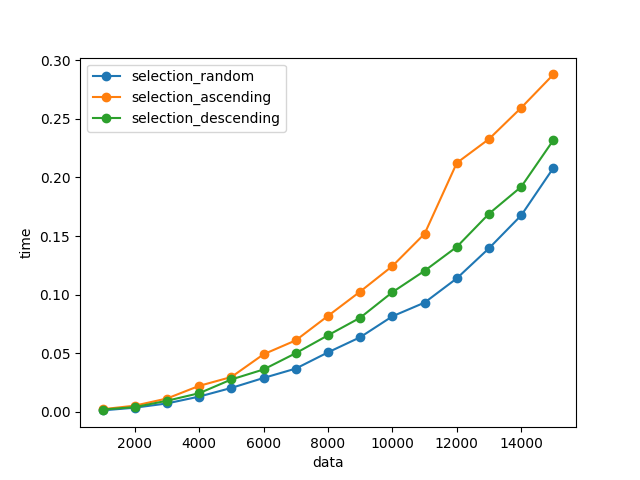 0.30
0.25
0.20
0.15
0.10
0.05
0.00
time
selection_random
selection_ascending
selection_descending
2000 4000 6000 8000 10000 12000 14000
data